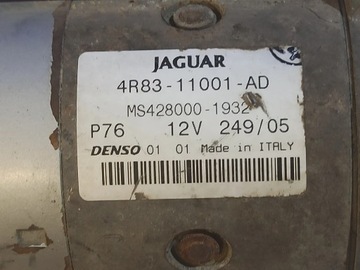 JAGUAR
4R83-11001-AD
MS428000-1932
P76 12V 249/05
DENSO 01 01 Made in ITALY